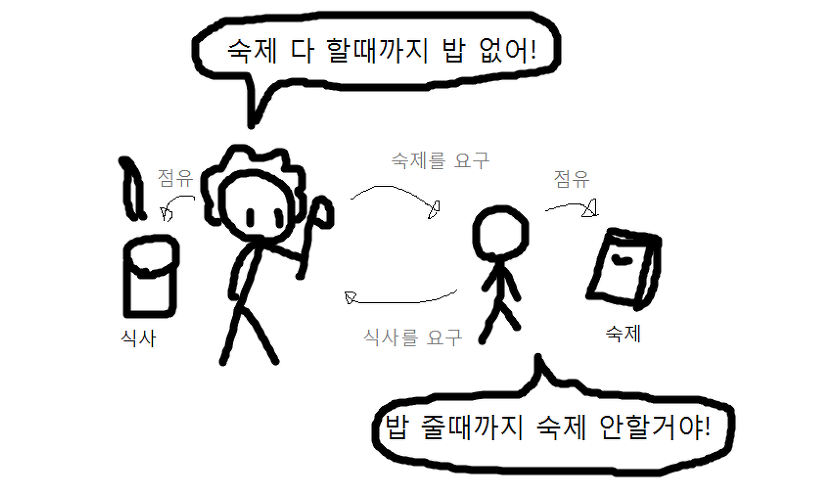 숙제 다 할때까지 밥 없어!
숙제를 요구
점유
점유
식사
식사를 요구
숙제
밥 줄때까지 숙제 안할거야!